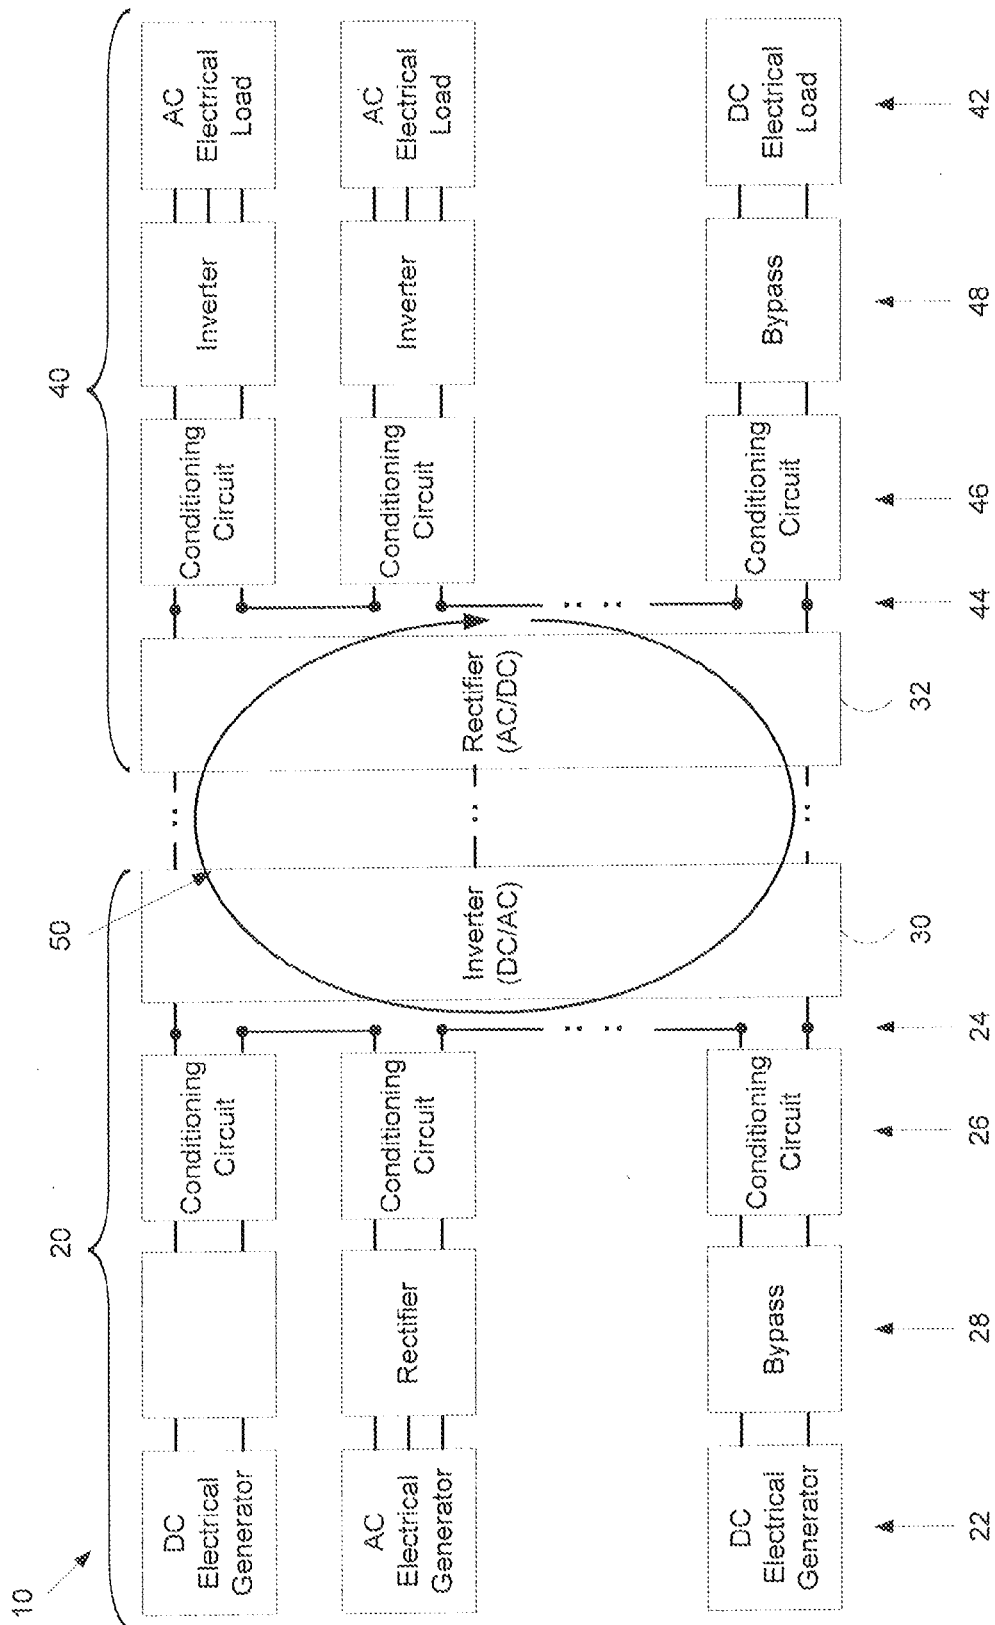 10
20
40
50
DC
Electrical
Generator
Conditioning
Circuit
Conditioning
Circuit
Inverter
AC
Electrical
Load
AC
Electrical
Generator
Rectifier
Conditioning
Circuit
Inverter
(DC/AC)
Rectifier
(AC/DC)
Conditioning
Circuit
Inverter
AC
Electrical
Load
DC
Electrical
Generator
Bypass
Conditioning
Circuit
Conditioning
Circuit
Bypass
DC
Electrical
Load
30
32
22
28
26
24
44
46
48
42